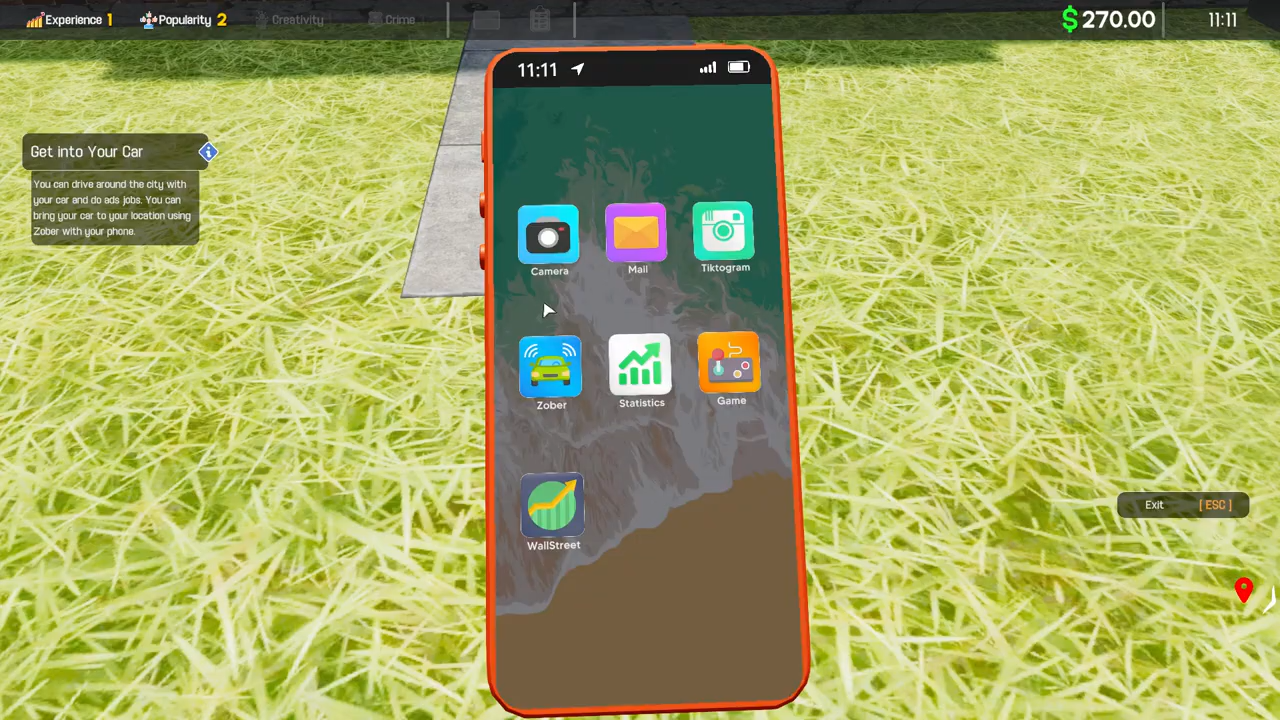 Experience 1
Popularity 2
Creativity
Crime
$270.00
11:11
11:11
Get into Your Car
You can drive around the city with
your car and do ads jobs. You can
bring your car to your location using
Zober with your phone.
Camera
Mail
Tiktogram
Zober
Statistics
Game
WallStreet
Exit [ ESC ]